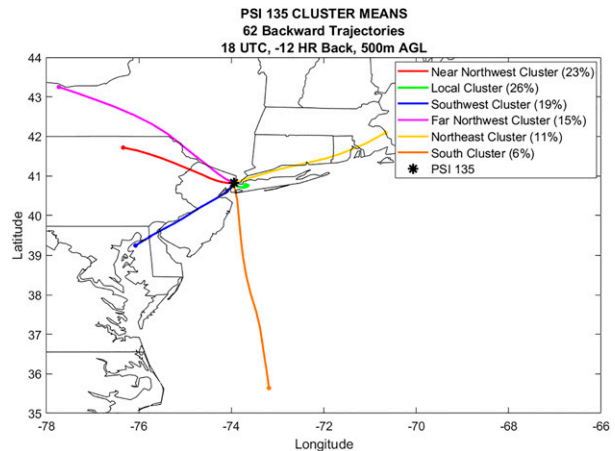 PSI 135 CLUSTER MEANS
62 Backward Trajectories
18 UTC, -12 HR Back, 500m AGL
Near Northwest Cluster (23%)
Local Cluster (26%)
Southwest Cluster (19%)
Far Northwest Cluster (15%)
Northeast Cluster (11%)
South Cluster (6%)
PSI 135
Latitude
44
43
42
41
40
39
38
37
36
35
-78
-76
-74
-72
-70
-68
-66
Longitude